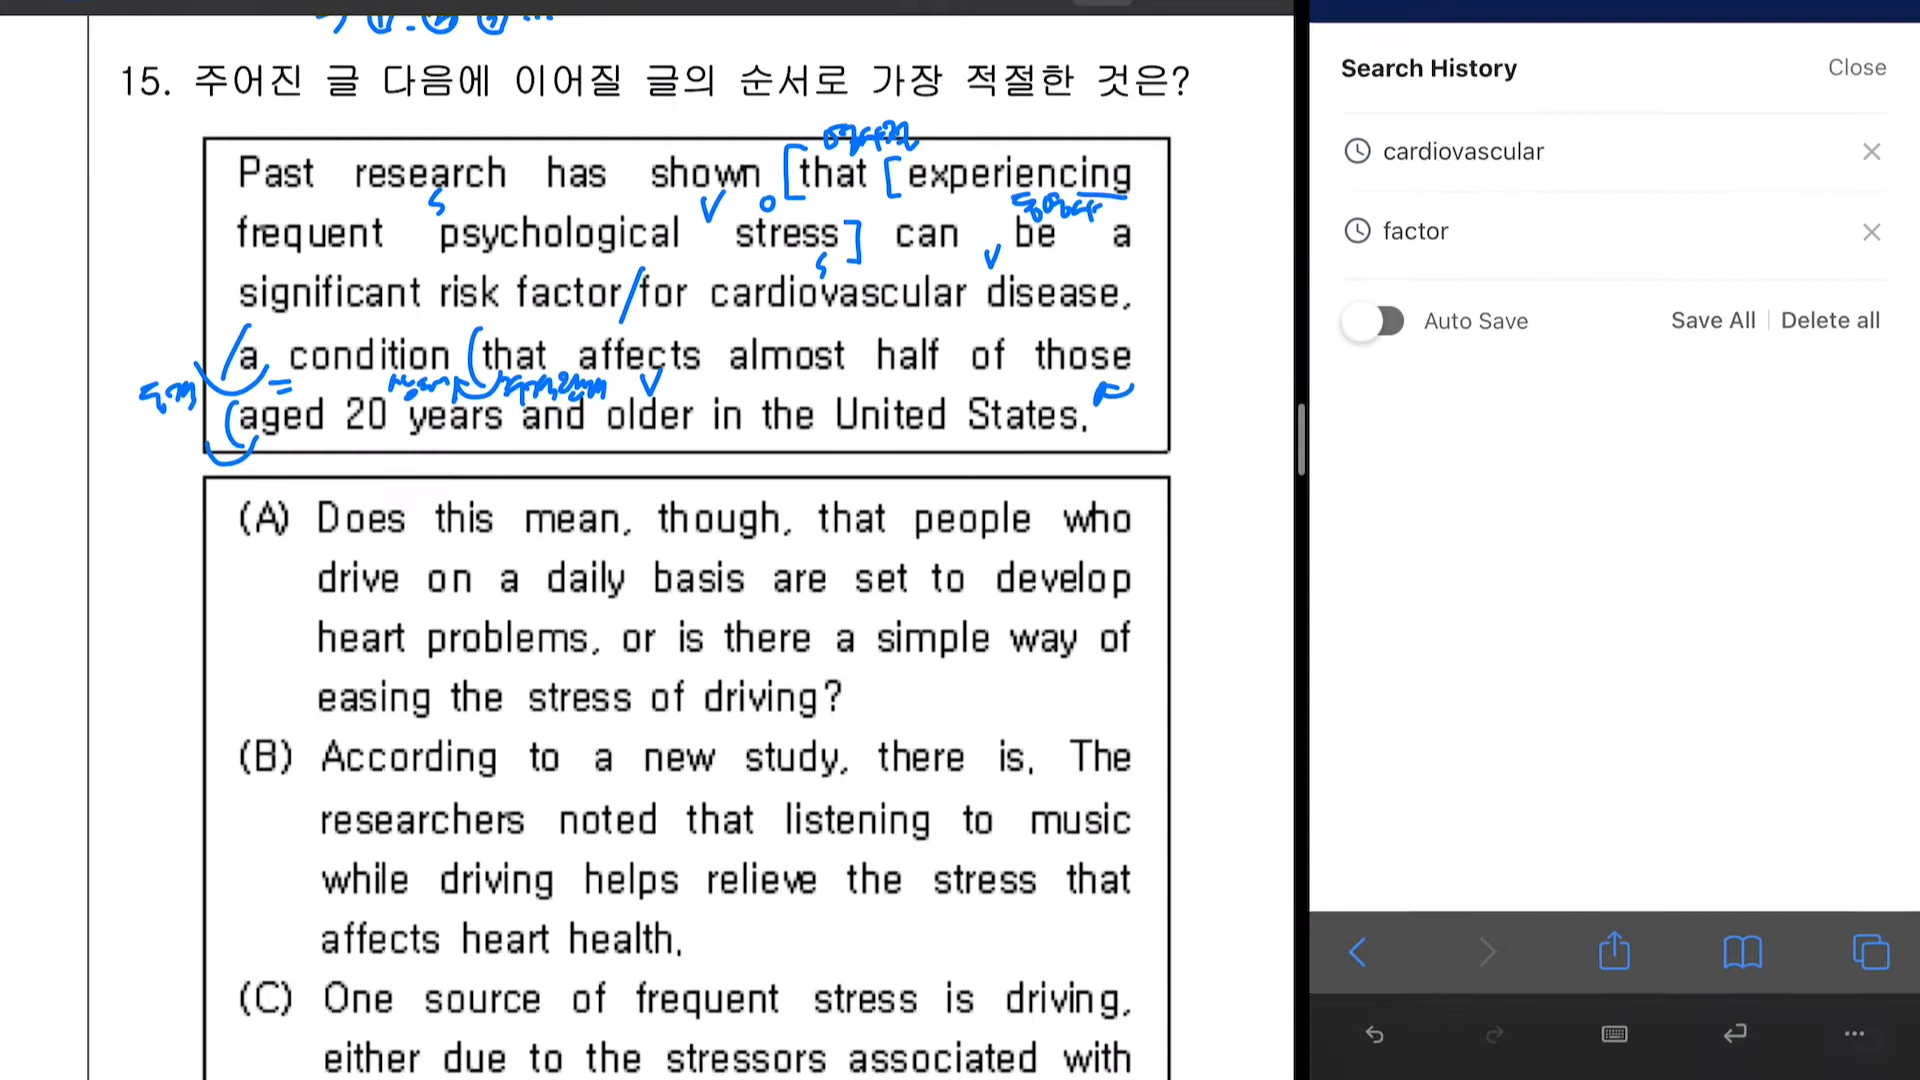 15. 주어진 글 다음에 이어질 글의 순서로 가장 적절한 것은?
Past research has shown [that [experiencing
frequent psychological stress] can be a
significant risk factor/for cardiovascular disease,
/a condition (that affects almost half of those
(aged 20 years and older in the United States.
(A) Does this mean, though, that people who
drive on a daily basis are set to develop
heart problems, or is there a simple way of
easing the stress of driving?
(B) According to a new study, there is. The
researchers noted that listening to music
while driving helps relieve the stress that
affects heart health.
(C) One source of frequent stress is driving,
either due to the stressors associated with
Search History
Close
cardiovascular
factor
Auto Save
Save All
Delete all